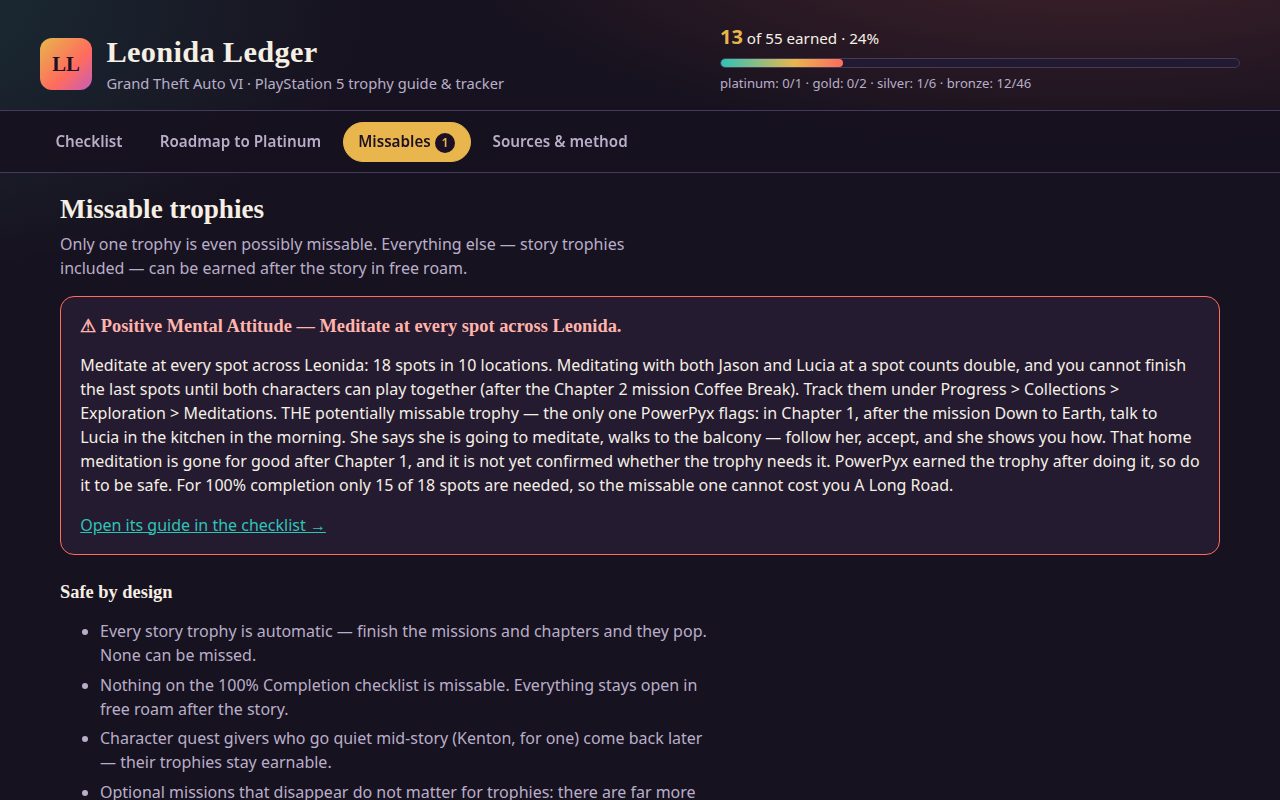 LL
Leonida Ledger
Grand Theft Auto VI · PlayStation 5 trophy guide & tracker
13 of 55 earned · 24%
platinum: 0/1 · gold: 0/2 · silver: 1/6 · bronze: 12/46
Checklist
Roadmap to Platinum
Missables 1
Sources & method
Missable trophies
Only one trophy is even possibly missable. Everything else — story trophies
included — can be earned after the story in free roam.
⚠ Positive Mental Attitude — Meditate at every spot across Leonida.
Meditate at every spot across Leonida: 18 spots in 10 locations. Meditating with both Jason and Lucia at a spot counts double, and you cannot finish
the last spots until both characters can play together (after the Chapter 2 mission Coffee Break). Track them under Progress > Collections >
Exploration > Meditations. THE potentially missable trophy — the only one PowerPyx flags: in Chapter 1, after the mission Down to Earth, talk to
Lucia in the kitchen in the morning. She says she is going to meditate, walks to the balcony — follow her, accept, and she shows you how. That home
meditation is gone for good after Chapter 1, and it is not yet confirmed whether the trophy needs it. PowerPyx earned the trophy after doing it, so do
it to be safe. For 100% completion only 15 of 18 spots are needed, so the missable one cannot cost you A Long Road.
Open its guide in the checklist →
Safe by design
• Every story trophy is automatic — finish the missions and chapters and they pop.
None can be missed.
• Nothing on the 100% Completion checklist is missable. Everything stays open in
free roam after the story.
• Character quest givers who go quiet mid-story (Kenton, for one) come back later
— their trophies stay earnable.
• Optional missions that disappear do not matter for trophies: there are far more